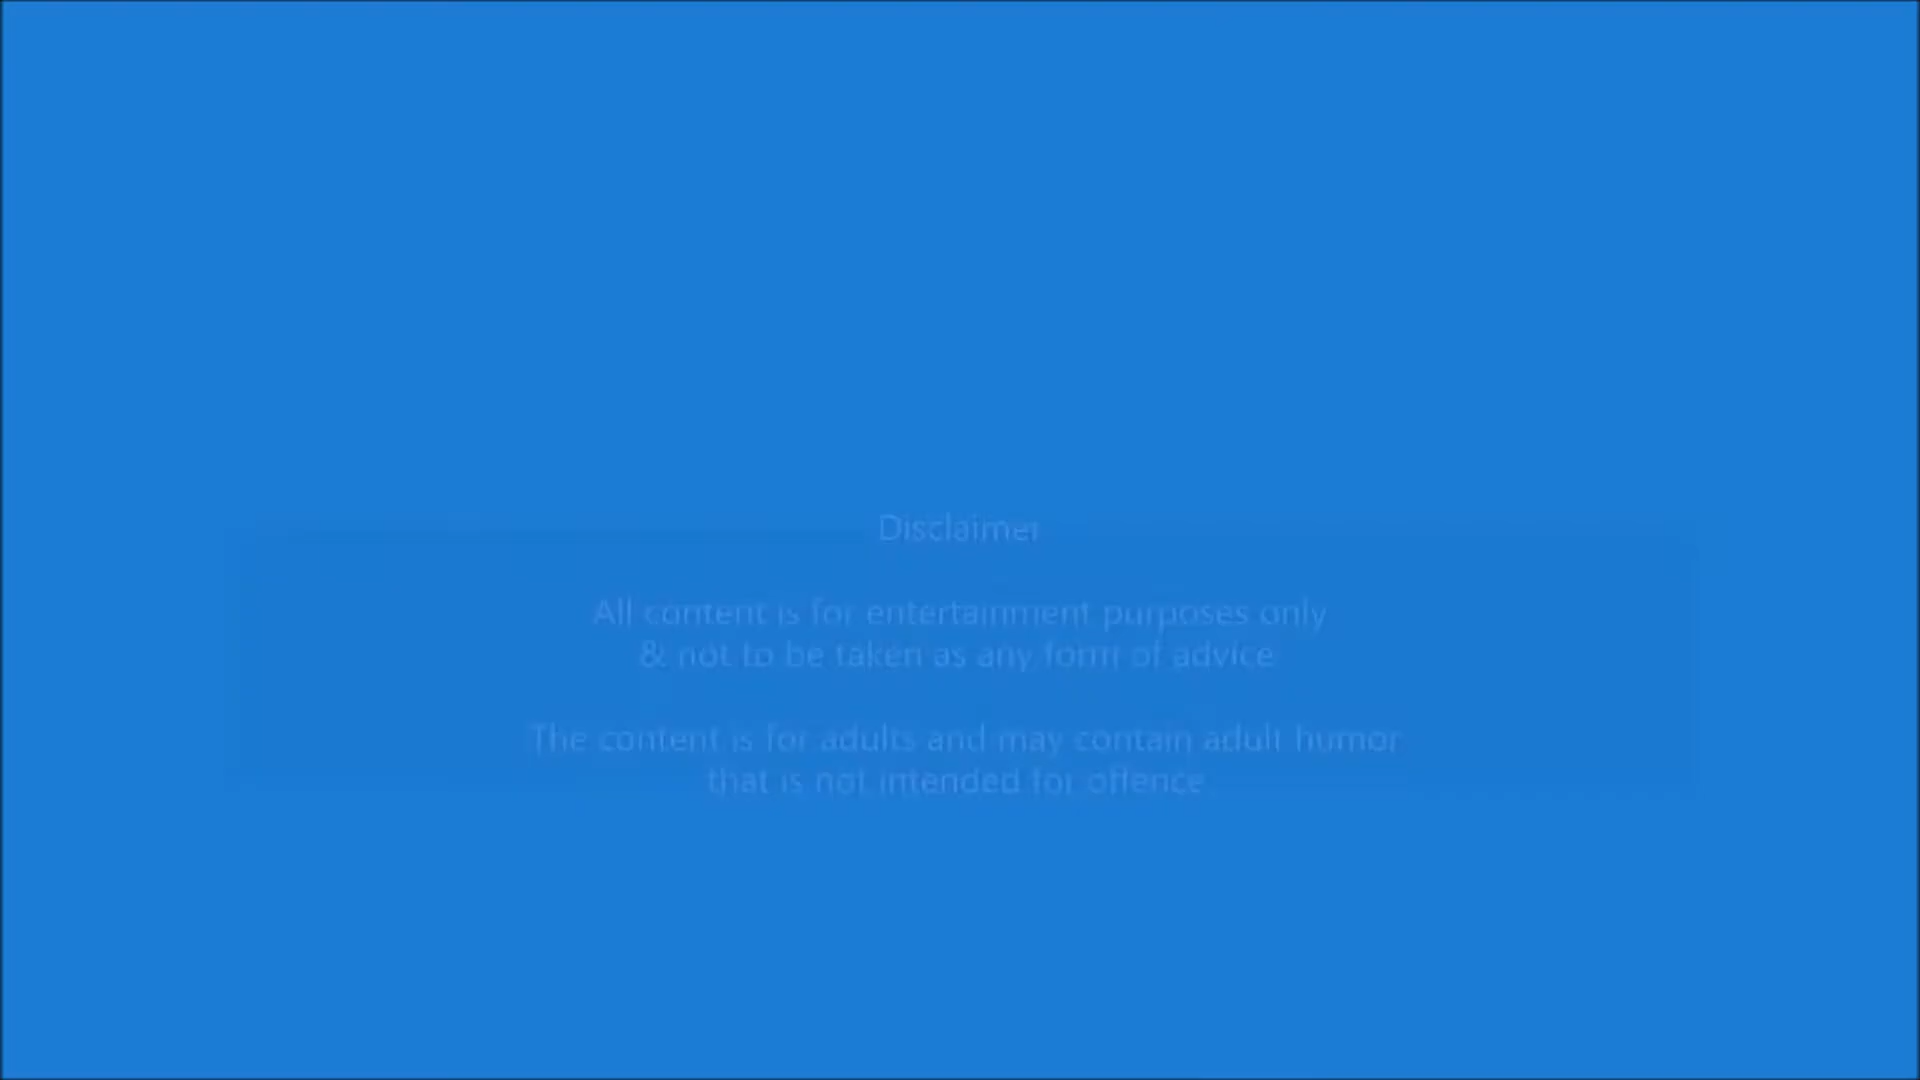 Disclaimer
All content is for entertainment purposes only
& not to be taken as any form of advice
The content is for adults and may contain adult humor
that is not intended for offence